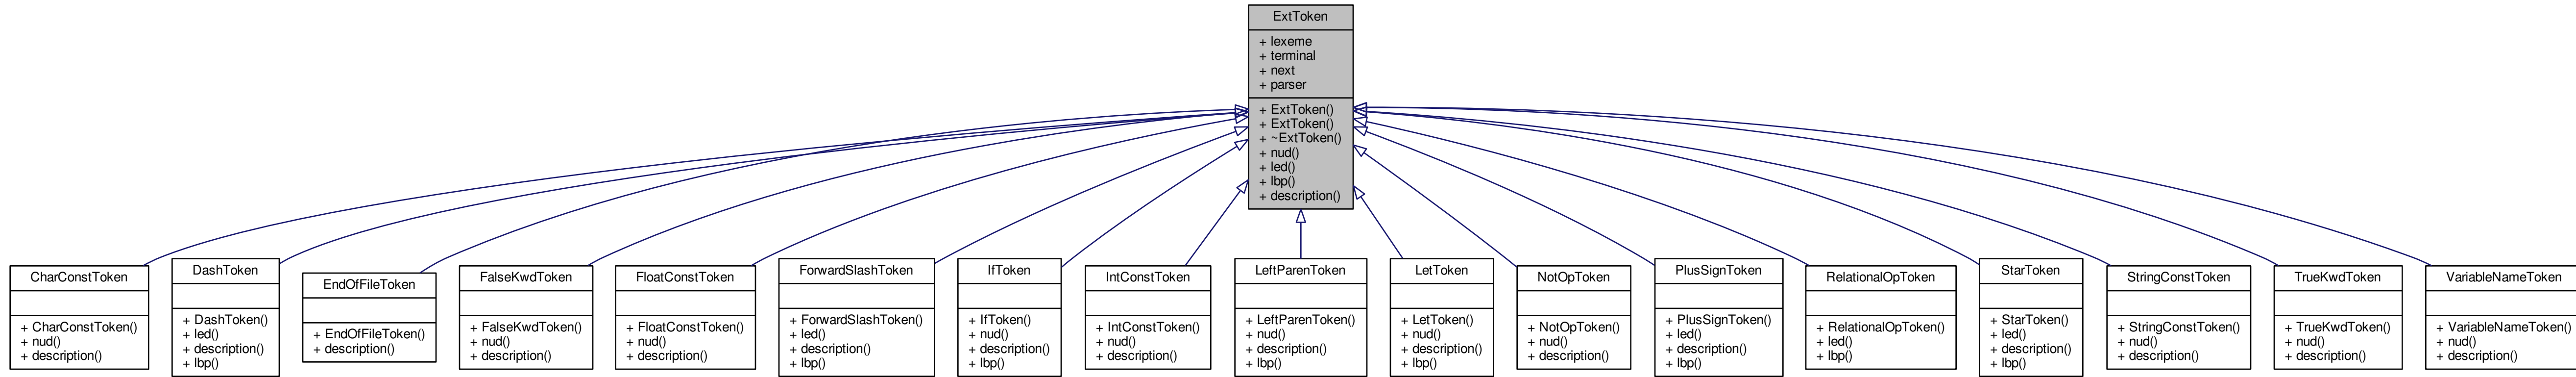 ExtToken
+ lexeme
+ terminal
+ next
+ parser
+ ExtToken()
+ ExtToken()
+ ~ExtToken()
+ nud()
+ led()
+ lbp()
+ description()
CharConstToken
+ CharConstToken()
+ nud()
+ description()
DashToken
+ DashToken()
+ led()
+ description()
+ lbp()
EndOfFileToken
+ EndOfFileToken()
+ description()
FalseKwdToken
+ FalseKwdToken()
+ nud()
+ description()
FloatConstToken
+ FloatConstToken()
+ nud()
+ description()
ForwardSlashToken
+ ForwardSlashToken()
+ led()
+ description()
+ lbp()
IfToken
+ IfToken()
+ nud()
+ description()
+ lbp()
IntConstToken
+ IntConstToken()
+ nud()
+ description()
LeftParenToken
+ LeftParenToken()
+ nud()
+ description()
+ lbp()
LetToken
+ LetToken()
+ nud()
+ description()
+ lbp()
NotOpToken
+ NotOpToken()
+ nud()
+ description()
PlusSignToken
+ PlusSignToken()
+ led()
+ description()
+ lbp()
RelationalOpToken
+ RelationalOpToken()
+ led()
+ lbp()
StarToken
+ StarToken()
+ led()
+ description()
+ lbp()
StringConstToken
+ StringConstToken()
+ nud()
+ description()
TrueKwdToken
+ TrueKwdToken()
+ nud()
+ description()
VariableNameToken
+ VariableNameToken()
+ nud()
+ description()